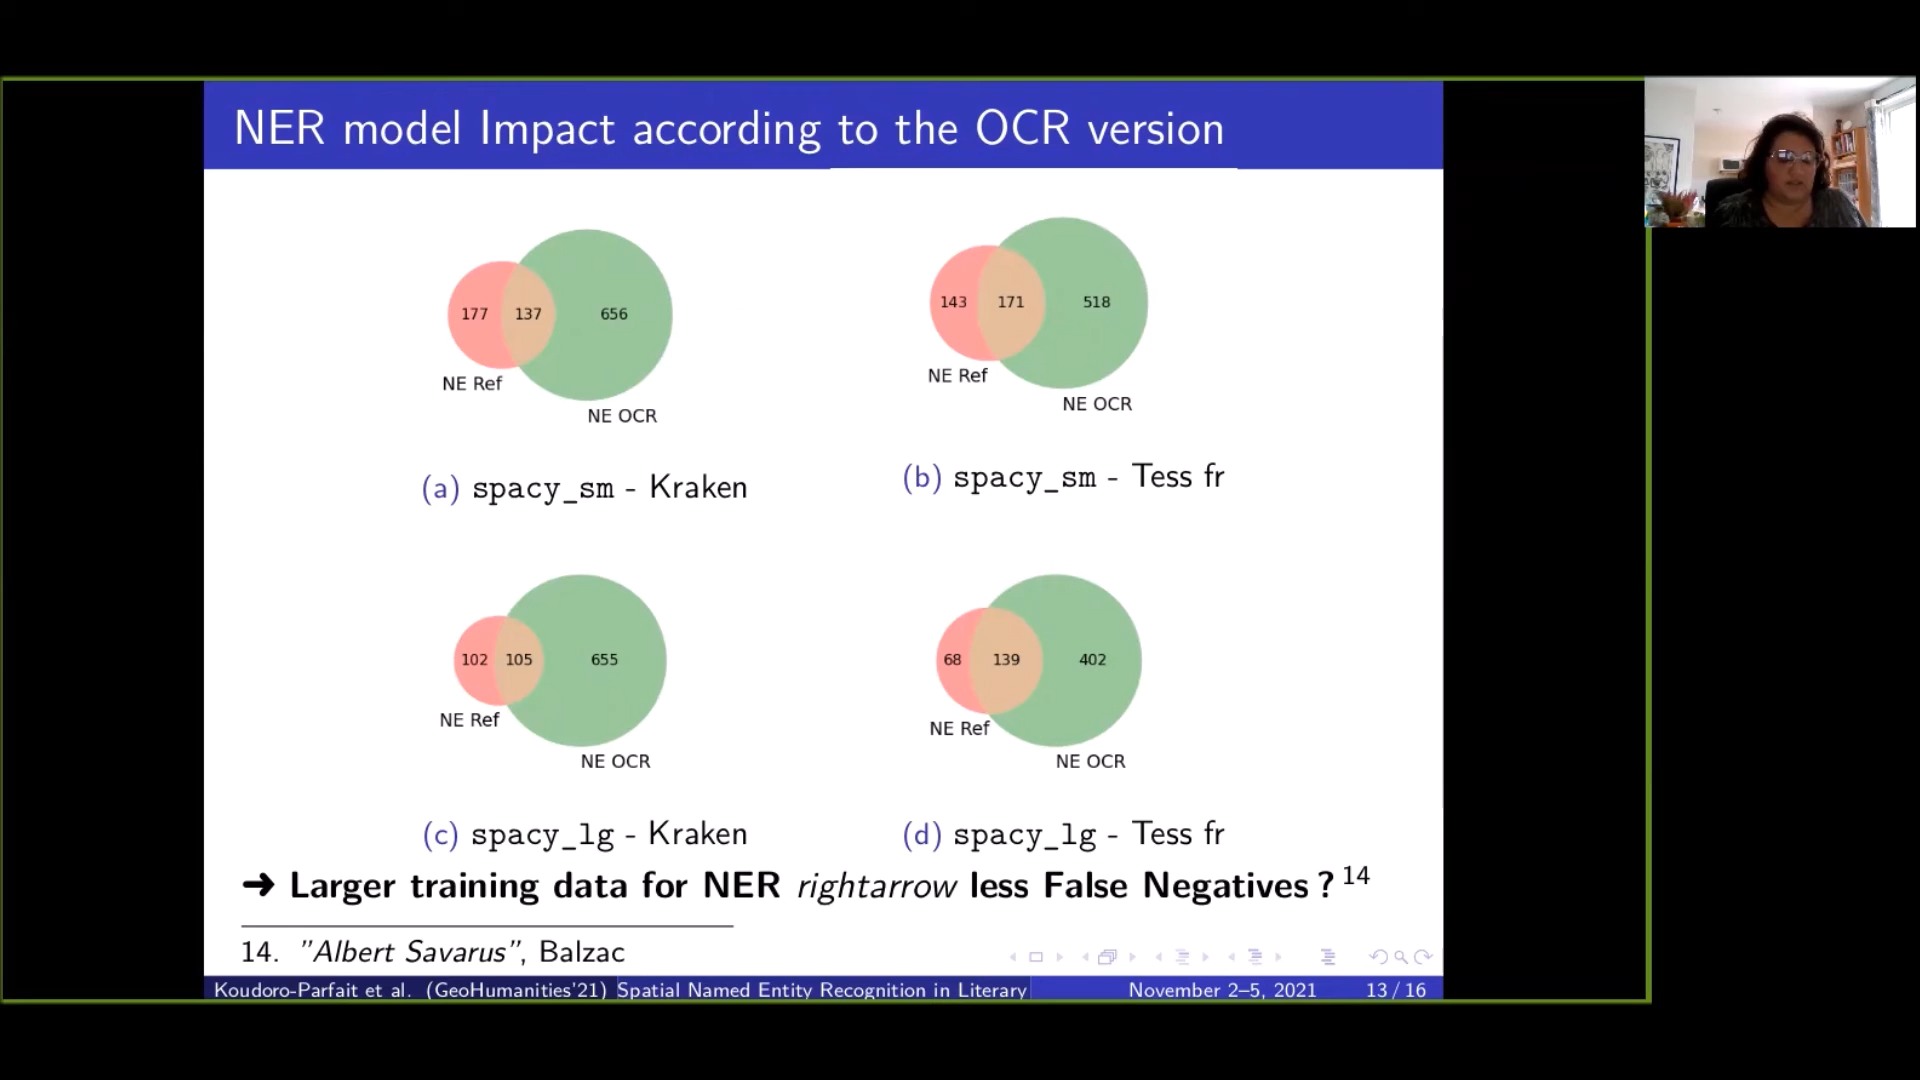 NER model Impact according to the OCR version
177 137 656
NE Ref
NE OCR
(a) spacy_sm - Kraken
143 171 518
NE Ref
NE OCR
(b) spacy_sm - Tess fr
102 105 655
NE Ref
NE OCR
(c) spacy_lg - Kraken
68 139 402
NE Ref
NE OCR
(d) spacy_lg - Tess fr
➜ Larger training data for NER rightarrow less False Negatives ? 14
14. "Albert Savarus", Balzac
Koudoro-Parfait et al. (GeoHumanities'21) Spatial Named Entity Recognition in Literary November 2–5, 2021 13 / 16